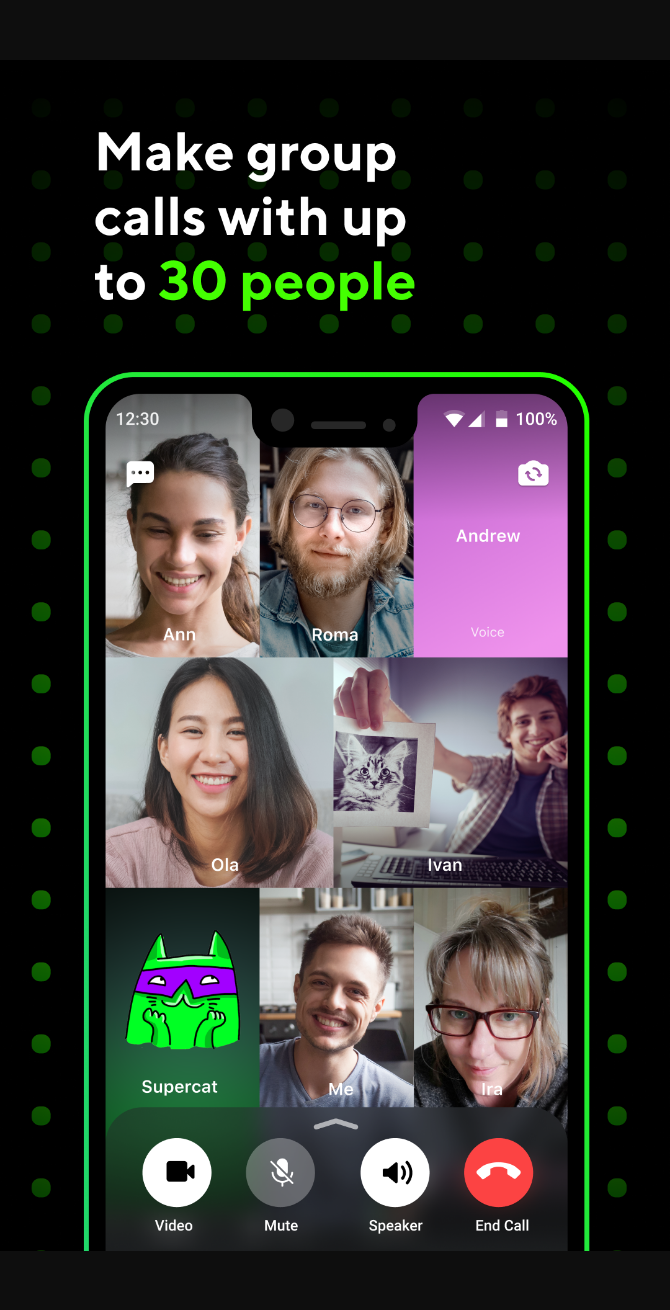 Make group
calls with up
to 30 people
12:30
100%
Andrew
Ann
Roma
Voice
Ola
Ivan
Supercat
Me
Ira
Video
Mute
Speaker
End Call